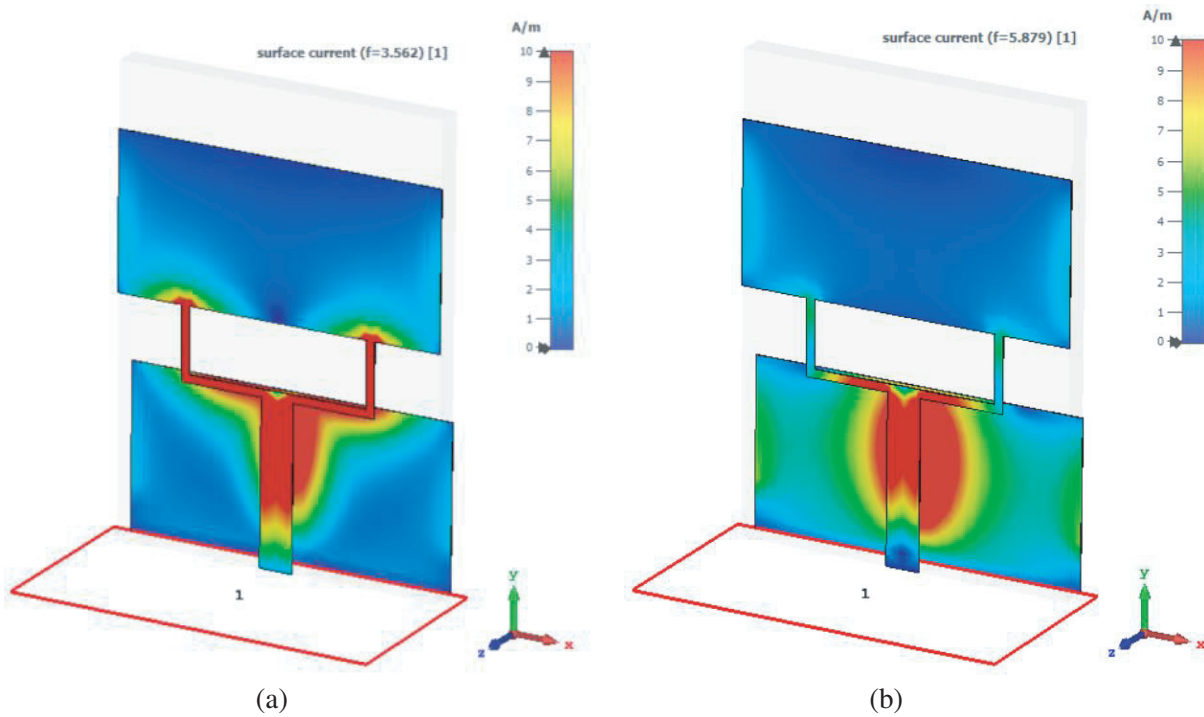 A/m
surface current (f=3.562) [1]
10
9
8
7
6
5
4
3
2
1
0
1
y
x
z
(a)
A/m
surface current (f=5.879) [1]
10
9
8
7
6
5
4
3
2
1
0
1
y
x
z
(b)